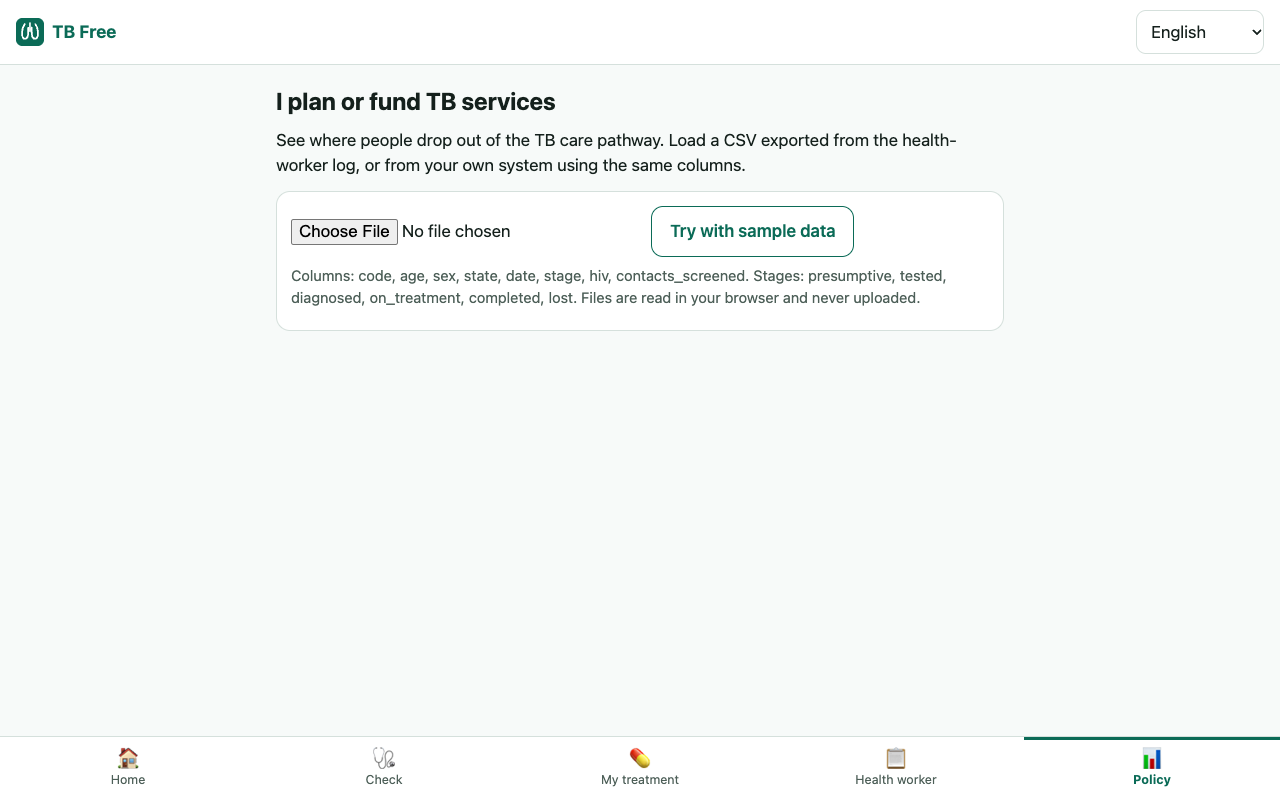 TB Free
English
I plan or fund TB services
See where people drop out of the TB care pathway. Load a CSV exported from the health-
worker log, or from your own system using the same columns.
Choose File No file chosen
Try with sample data
Columns: code, age, sex, state, date, stage, hiv, contacts_screened. Stages: presumptive, tested,
diagnosed, on_treatment, completed, lost. Files are read in your browser and never uploaded.
Home
Check
My treatment
Health worker
Policy